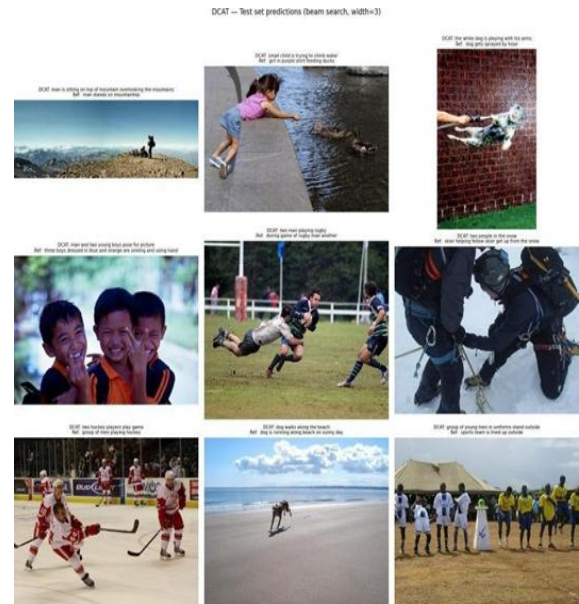 DCAT — Test set predictions (beam search, width=3)
DCAT: man is sitting on top of mountain overlooking the mountains
Ref: man stands on mountaintop
DCAT: small child is trying to climb water
Ref: girl in purple shirt feeding ducks
DCAT: the white dog is playing with his arms
Ref: dog gets sprayed by hose
DCAT: man and two young boys pose for picture
Ref: three boys dressed in blue and orange are smiling and using hand
DCAT: two men playing rugby
Ref: during game of rugby man another
DCAT: two people in the snow
Ref: skier helping fellow skier get up from the snow
DCAT: two hockey players play game
Ref: group of men playing hockey
DCAT: dog walks along the beach
Ref: dog is running along beach on sunny day
DCAT: group of young men in uniforms stand outside
Ref: sports team is lined up outside